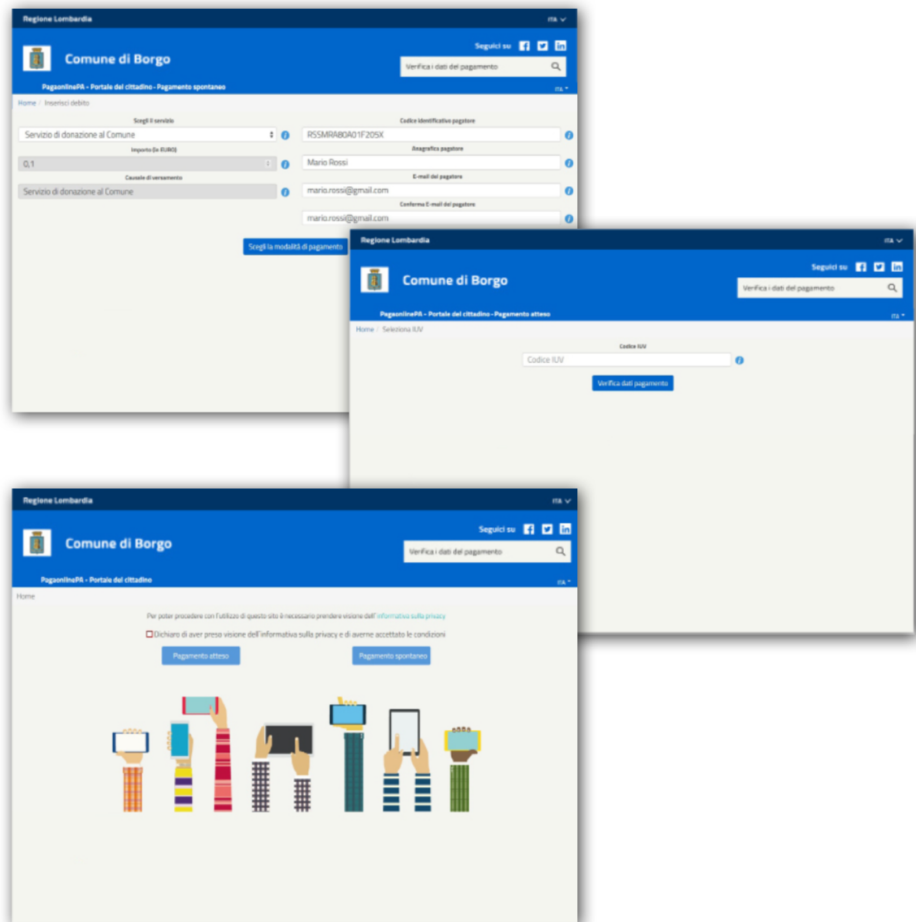 Regione Lombardia ITA
Seguici su
Comune di Borgo
Verifica i dati del pagamento
PagaonlinePA - Portale del cittadino - Pagamento spontaneo ITA
Home / Inserisci debito
Scegli il servizio
Servizio di donazione al Comune
Importo (in EURO)
0,1
Causale di versamento
Servizio di donazione al Comune
Codice identificativo pagatore
RSSMRA80A01F205X
Anagrafica pagatore
Mario Rossi
E-mail del pagatore
mario.rossi@gmail.com
Conferma E-mail del pagatore
mario.rossi@gmail.com
Scegli la modalità di pagamento
Regione Lombardia ITA
Seguici su
Comune di Borgo
Verifica i dati del pagamento
PagaonlinePA - Portale del cittadino - Pagamento atteso ITA
Home / Seleziona IUV
Codice IUV
Codice IUV
Verifica dati pagamento
Regione Lombardia ITA
Seguici su
Comune di Borgo
Verifica i dati del pagamento
PagaonlinePA - Portale del cittadino ITA
Home
Per poter procedere con l'utilizzo di questo sito è necessario prendere visione dell'informativa sulla privacy
Dichiaro di aver preso visione dell'informativa sulla privacy e di averne accettato le condizioni
Pagamento atteso
Pagamento spontaneo